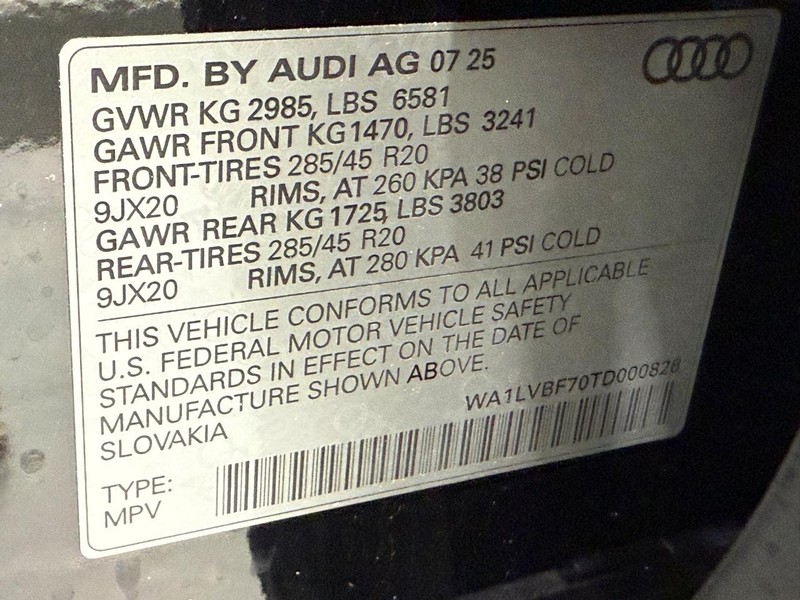 MFD. BY AUDI AG 07 25
GVWR KG 2985, LBS 6581
GAWR FRONT KG1470, LBS 3241
FRONT-TIRES 285/45 R20
9JX20 RIMS, AT 260 KPA 38 PSI COLD
GAWR REAR KG 1725, LBS 3803
REAR-TIRES 285/45 R20
9JX20 RIMS, AT 280 KPA 41 PSI COLD
THIS VEHICLE CONFORMS TO ALL APPLICABLE
U.S. FEDERAL MOTOR VEHICLE SAFETY
STANDARDS IN EFFECT ON THE DATE OF
MANUFACTURE SHOWN ABOVE.
SLOVAKIA WA1LVBF70TD000828
TYPE:
MPV